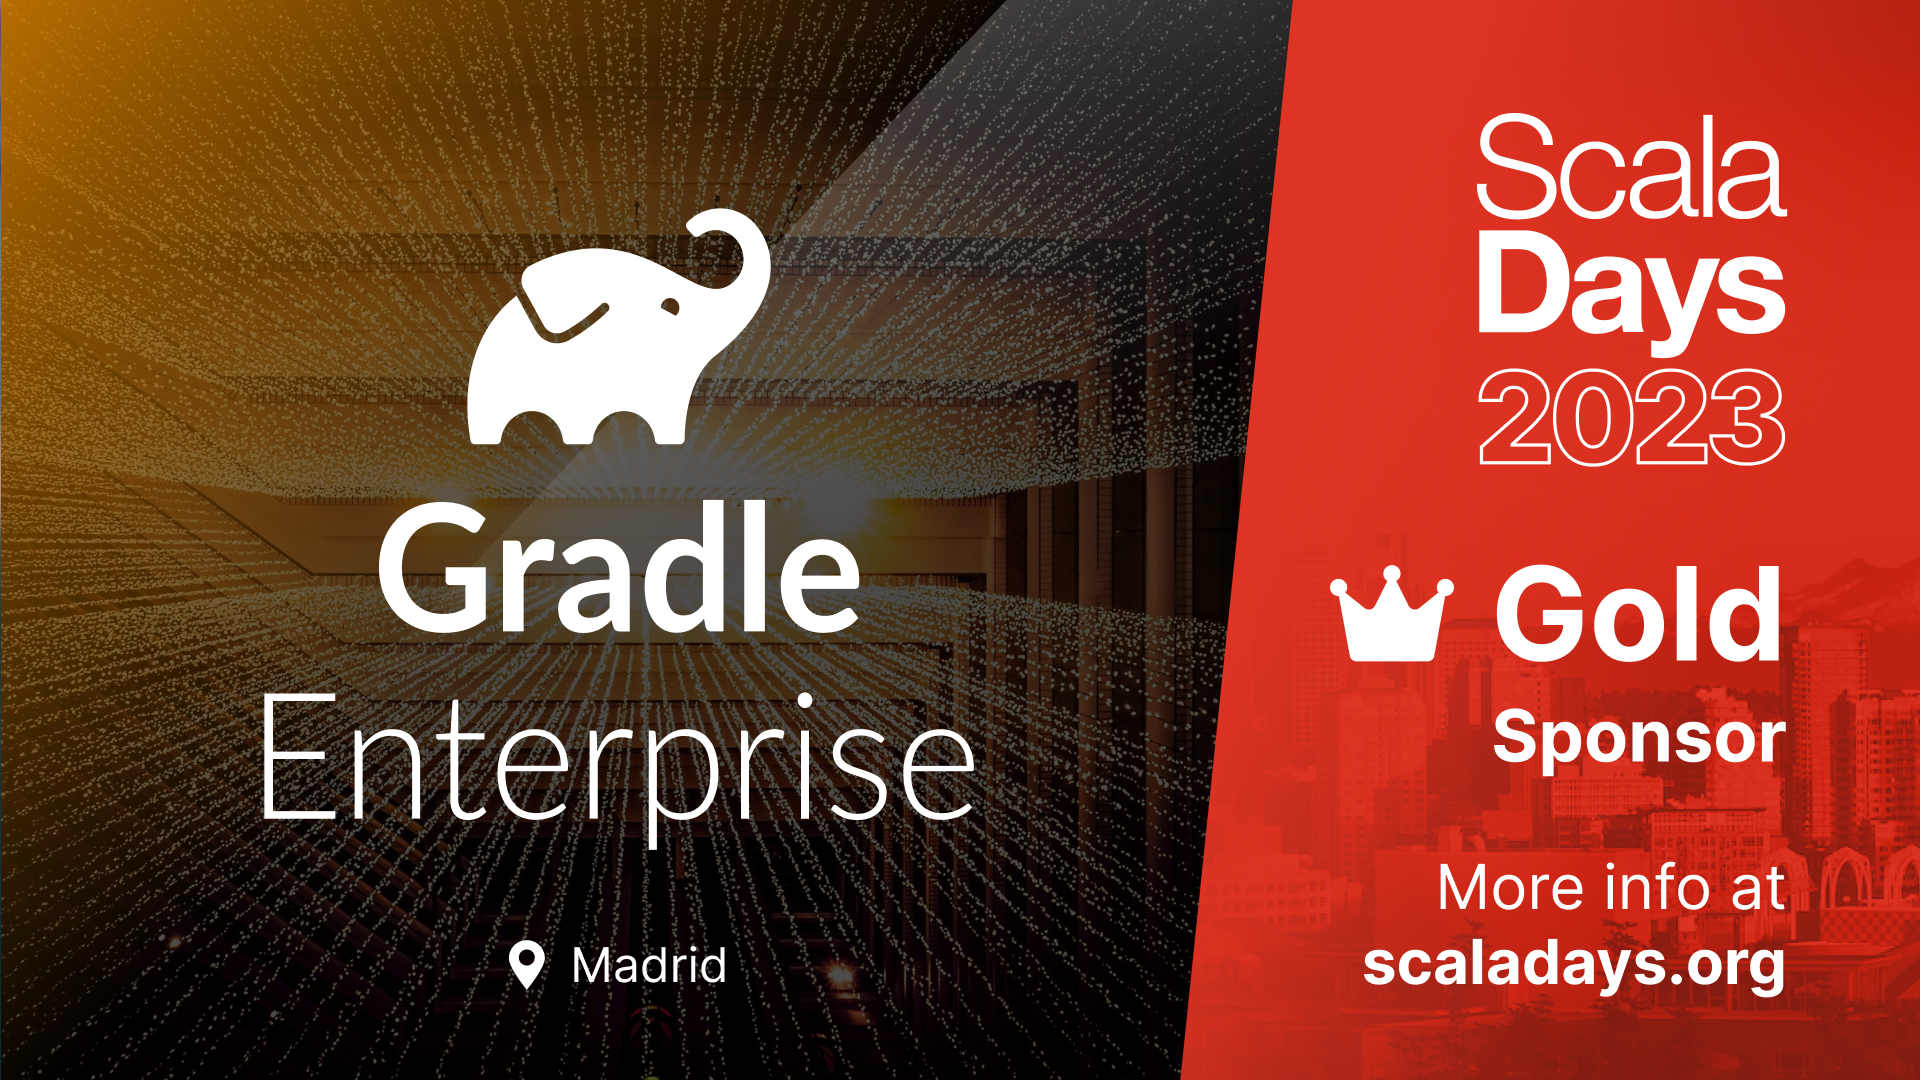 Gradle
Enterprise
Madrid
Scala
Days
2023
Gold
Sponsor
More info at
scaladays.org